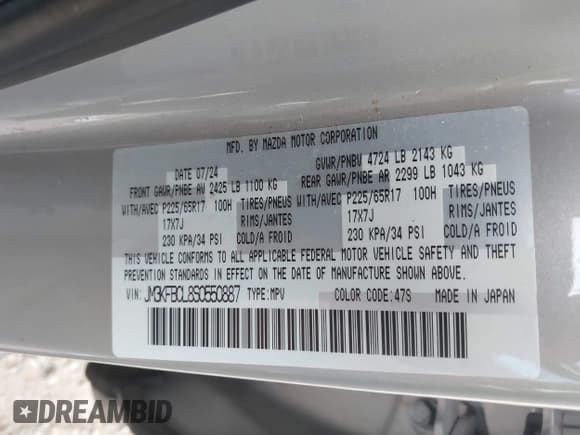 MFD. BY MAZDA MOTOR CORPORATION
DATE 07/24 GVWR/PNBV 4724 LB 2143 KG
FRONT GAWR/PNBE AV 2425 LB 1100 KG REAR GAWR/PNBE AR 2299 LB 1043 KG
WITH/AVEC P225/65R17 100H TIRES/PNEUS WITH/AVEC P225/65R17 100H TIRES/PNEUS
17X7J RIMS/JANTES 17X7J RIMS/JANTES
230 KPA/34 PSI COLD/A FROID 230 KPA/34 PSI COLD/A FROID
THIS VEHICLE CONFORMS TO ALL APPLICABLE FEDERAL MOTOR VEHICLE SAFETY AND THEFT
PREVENTION STANDARDS IN EFFECT ON THE DATE OF MANUFACTURE SHOWN ABOVE.
VIN: JM3KFBCL8S0550887 TYPE:MPV COLOR CODE:47S MADE IN JAPAN
DREAMBID